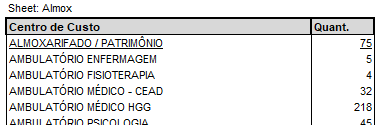 Sheet: Almox
Centro de Custo Quant.
ALMOXARIFADO / PATRIMÔNIO 75
AMBULATÓRIO ENFERMAGEM 5
AMBULATÓRIO FISIOTERAPIA 4
AMBULATÓRIO MÉDICO - CEAD 32
AMBULATÓRIO MÉDICO HGG 218
AMBULATÓRIO PSICOLOGIA 45